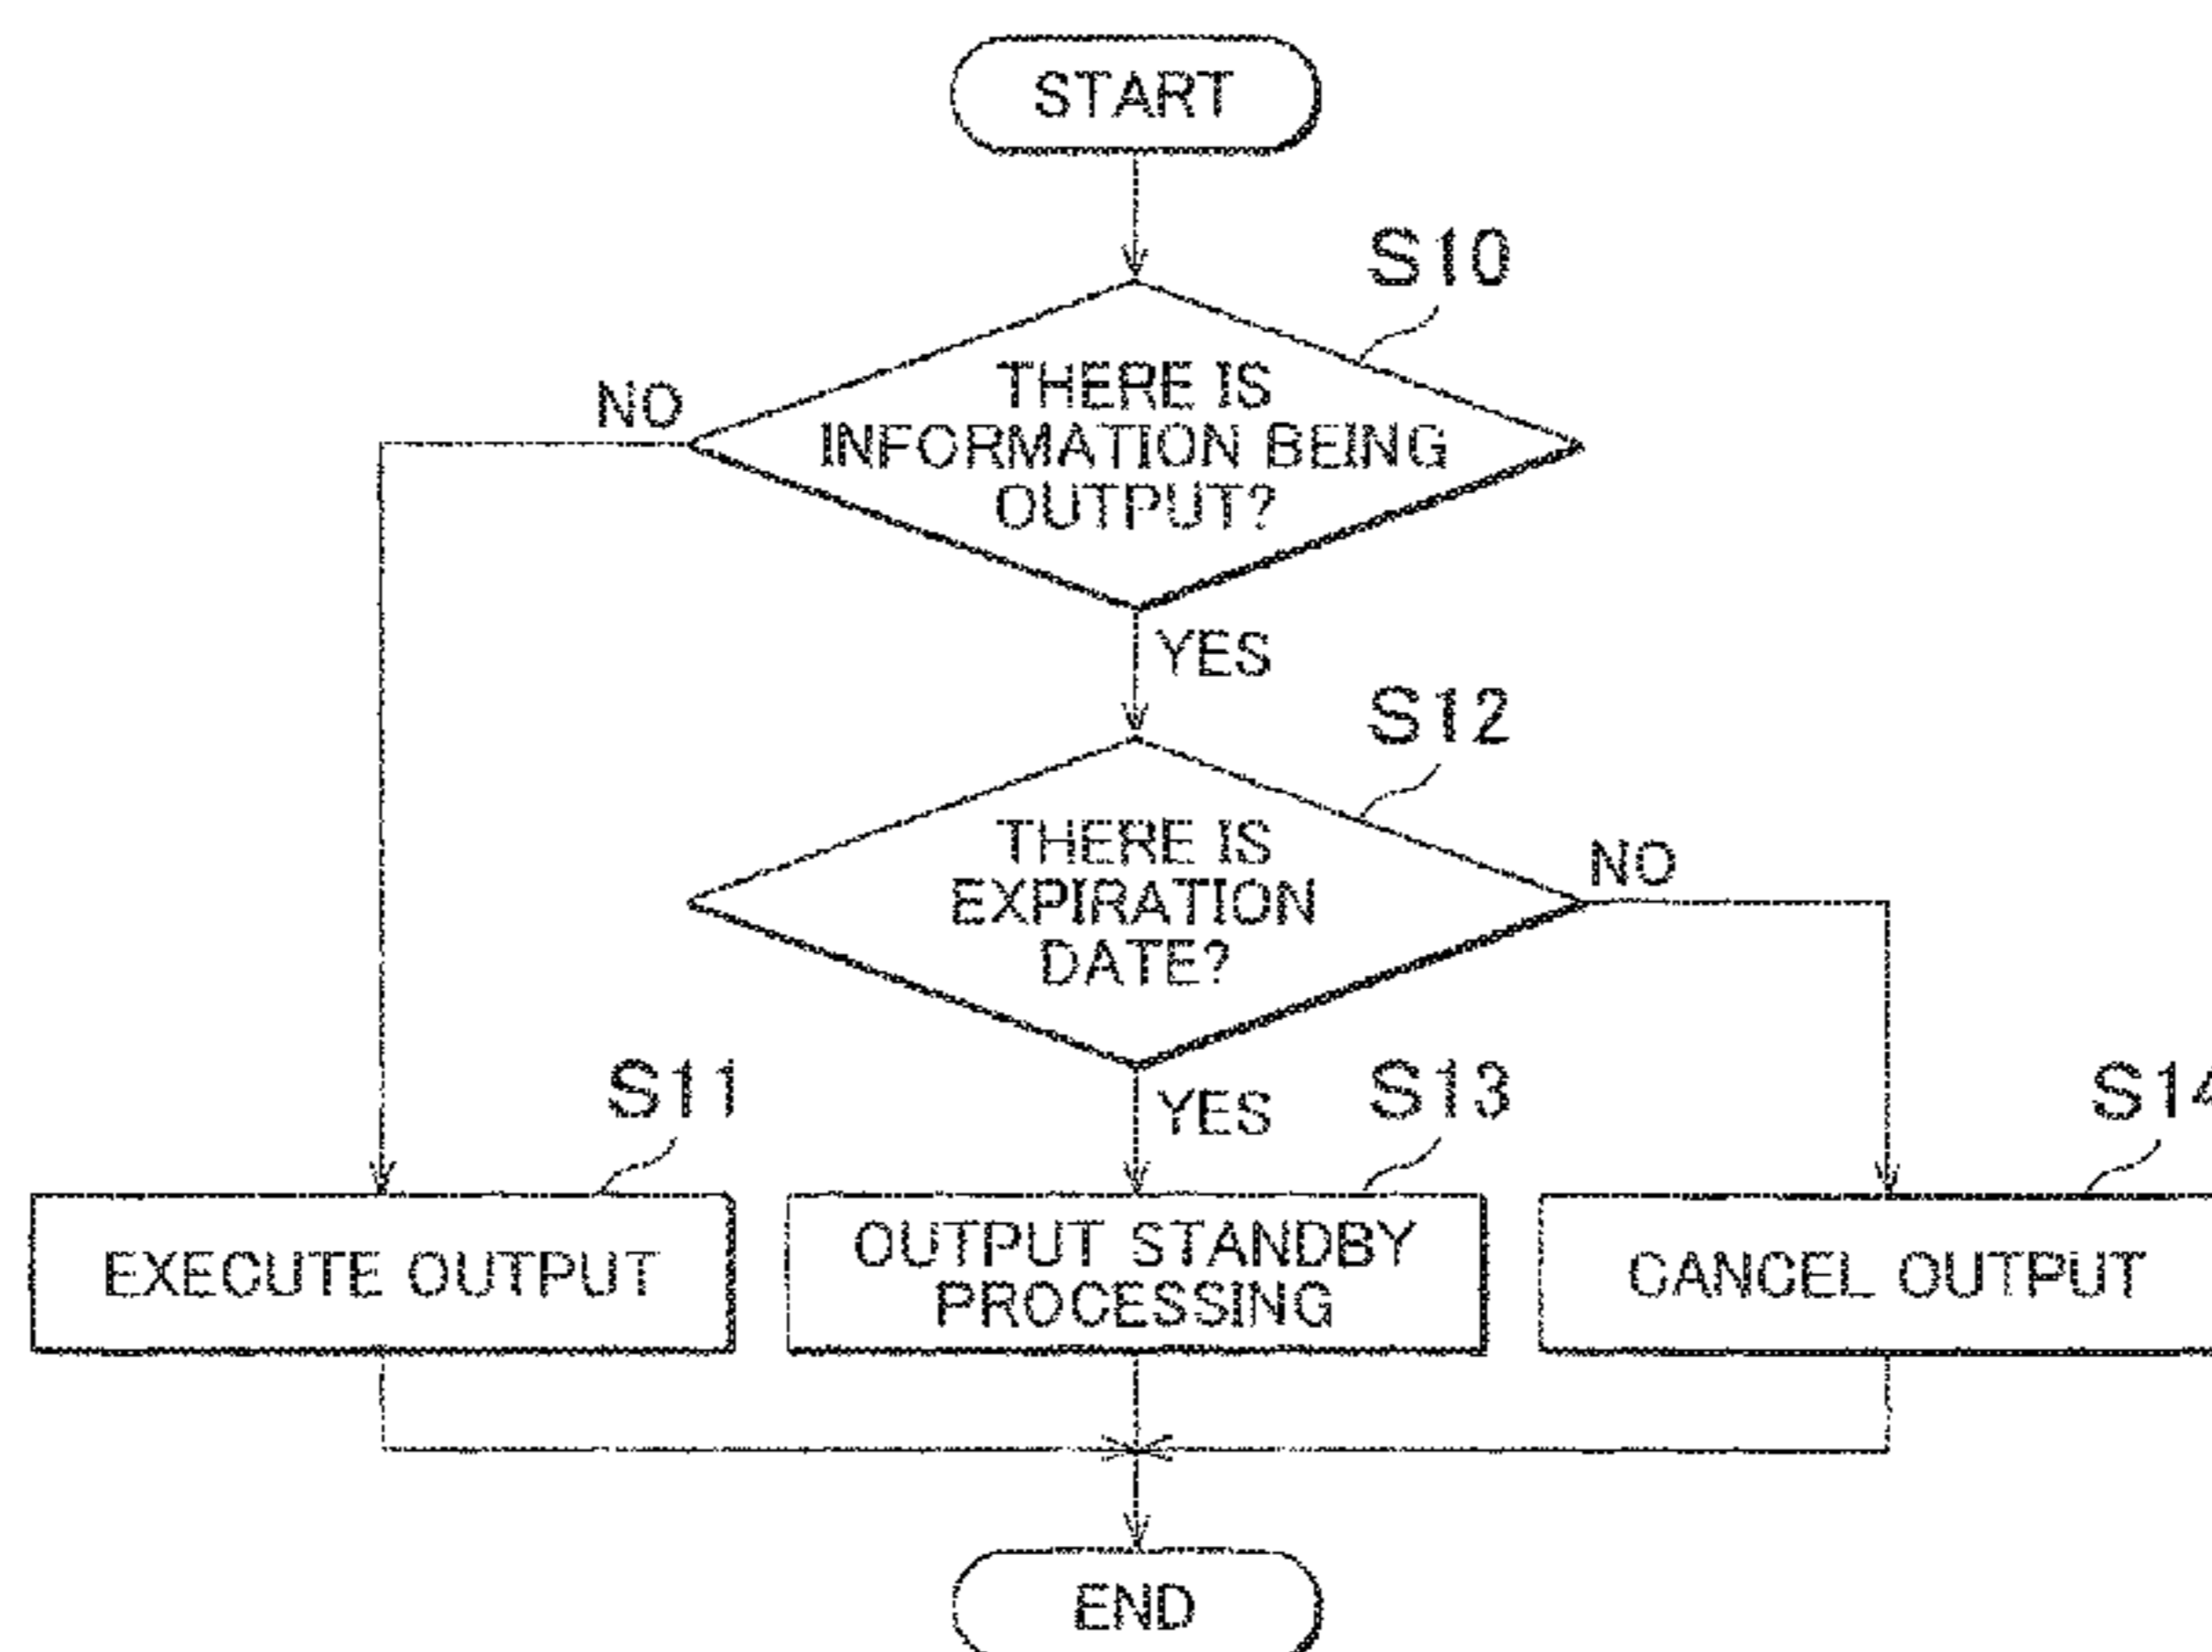 START
S10
THERE IS
INFORMATION BEING
OUTPUT?
NO
YES
S12
THERE IS
EXPIRATION
DATE?
NO
YES
S11
S13
S14
EXECUTE OUTPUT
OUTPUT STANDBY
PROCESSING
CANCEL OUTPUT
END